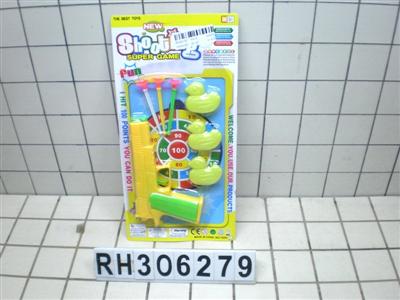 THE BEST TOYS
NEW
Shooting
SUPER GAME
fun
I HIT 100 POINTS, YOU CAN DO IT.
WELCOME YOU USE OUR PRODUCT!
90
80
70
100
60
RH306279